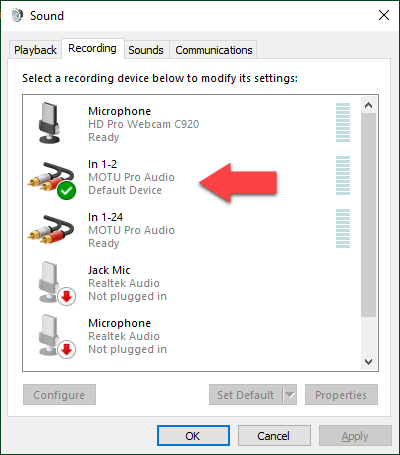 Sound
Playback Recording Sounds Communications
Select a recording device below to modify its settings:
Microphone
HD Pro Webcam C920
Ready
In 1-2
MOTU Pro Audio
Default Device
In 1-24
MOTU Pro Audio
Ready
Jack Mic
Realtek Audio
Not plugged in
Microphone
Realtek Audio
Not plugged in
Configure Set Default Properties
OK Cancel Apply